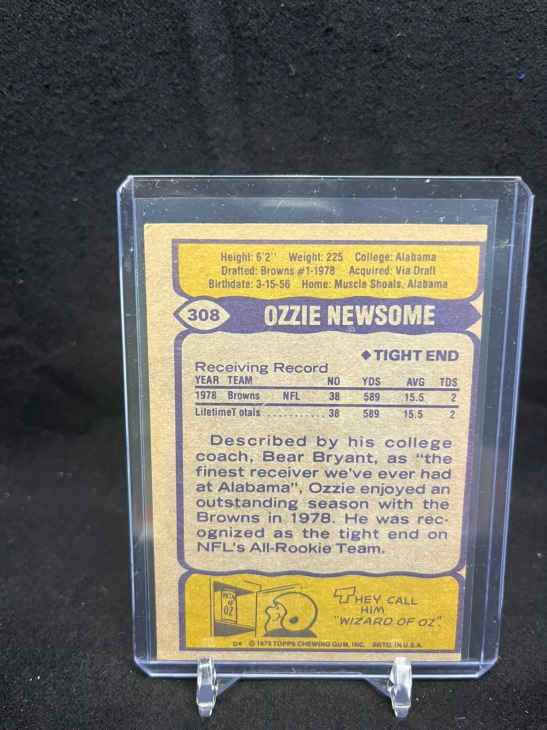 Height: 6'2" Weight: 225 College: Alabama
Drafted: Browns #1-1978 Acquired: Via Draft
Birthdate: 3-15-56 Home: Muscle Shoals, Alabama
308 OZZIE NEWSOME
◆TIGHT END
Receiving Record
YEAR TEAM NO YDS AVG TDS
1978 Browns NFL 38 589 15.5 2
LifetimeT otals ........... 38 589 15.5 2
Described by his college
coach, Bear Bryant, as "the
finest receiver we've ever had
at Alabama", Ozzie enjoyed an
outstanding season with the
Browns in 1978. He was rec-
ognized as the tight end on
NFL's All-Rookie Team.
OF
OZ
THEY CALL
HIM
"WIZARD OF OZ"
© 1979 TOPPS CHEWING GUM, INC. PRTD. IN U.S.A.